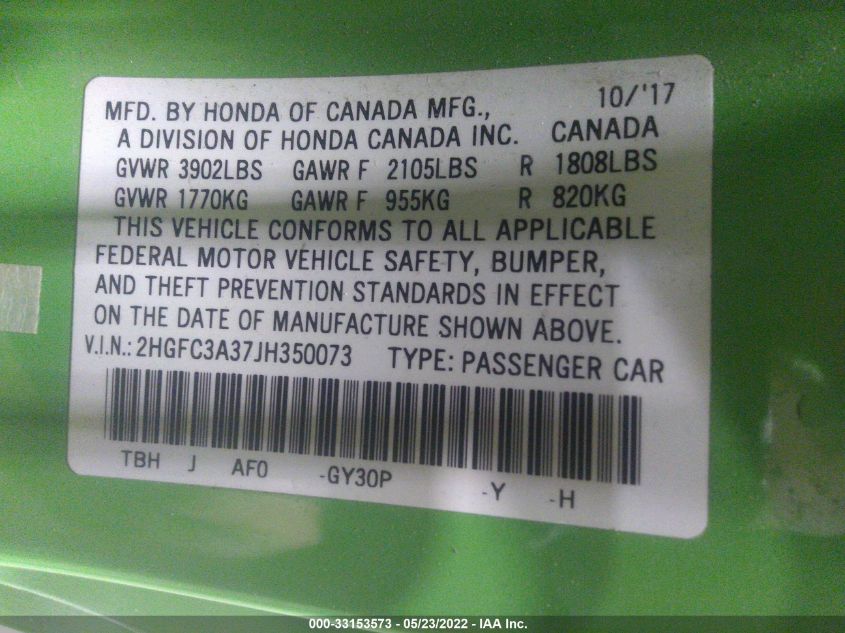 MFD. BY HONDA OF CANADA MFG., 10/'17
A DIVISION OF HONDA CANADA INC. CANADA
GVWR 3902LBS GAWR F 2105LBS R 1808LBS
GVWR 1770KG GAWR F 955KG R 820KG
THIS VEHICLE CONFORMS TO ALL APPLICABLE
FEDERAL MOTOR VEHICLE SAFETY, BUMPER,
AND THEFT PREVENTION STANDARDS IN EFFECT
ON THE DATE OF MANUFACTURE SHOWN ABOVE.
V.I.N.: 2HGFC3A37JH350073 TYPE: PASSENGER CAR
TBH J AF0 -GY30P -Y -H
000-33153573 - 05/23/2022 - IAA Inc.